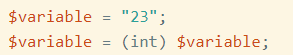 $variable = "23";
$variable = (int) $variable;